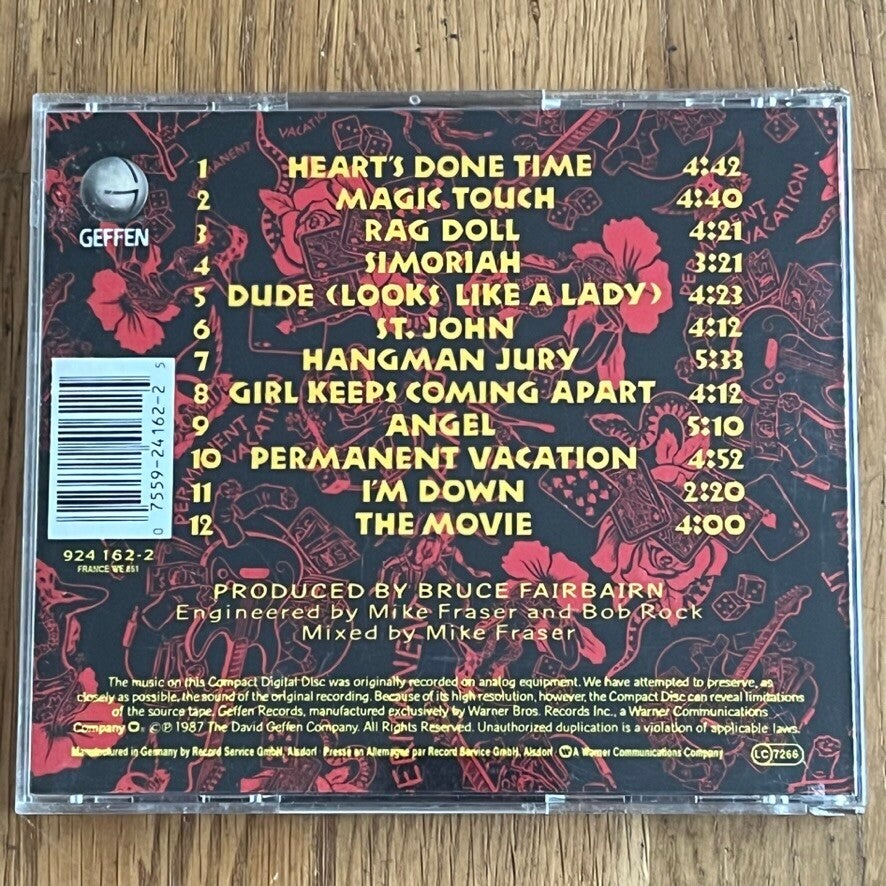 GEFFEN
1 HEART'S DONE TIME 4:42
2 MAGIC TOUCH 4:40
3 RAG DOLL 4:21
4 SIMORIAH 3:21
5 DUDE (LOOKS LIKE A LADY) 4:23
6 ST. JOHN 4:12
7 HANGMAN JURY 5:33
8 GIRL KEEPS COMING APART 4:12
9 ANGEL 5:10
10 PERMANENT VACATION 4:52
11 I'M DOWN 2:20
12 THE MOVIE 4:00
0 7559-24162-2 5
924 162-2
FRANCE WE 851
PRODUCED BY BRUCE FAIRBAIRN
Engineered by Mike Fraser and Bob Rock
Mixed by Mike Fraser
The music on this Compact Digital Disc was originally recorded on analog equipment. We have attempted to preserve, as
closely as possible, the sound of the original recording. Because of its high resolution, however, the Compact Disc can reveal limitations
of the source tape. Geffen Records, manufactured exclusively by Warner Bros. Records Inc., a Warner Communications
Company. © ℗ 1987 The David Geffen Company. All Rights Reserved. Unauthorized duplication is a violation of applicable laws.
Manufactured in Germany by Record Service GmbH, Alsdorf · Pressé en Allemagne par Record Service GmbH, Alsdorf · A Warner Communications Company
LC 7266
PERMANENT VACATION
PERMANENT VACATION
PERMANENT VACATION